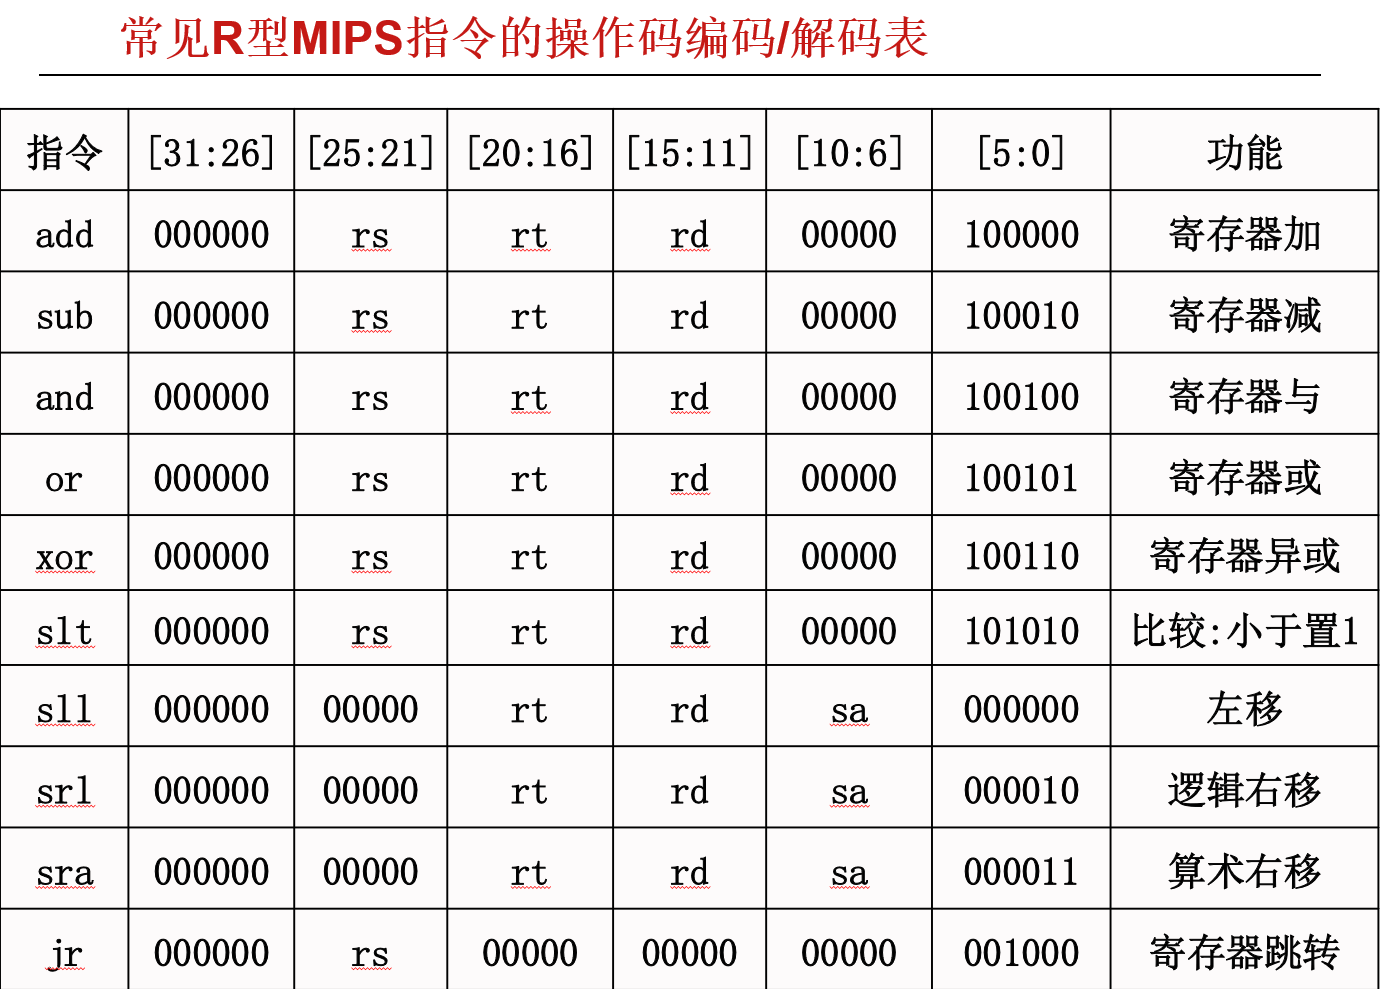 常见R型MIPS指令的操作码编码/解码表
指令 [31:26] [25:21] [20:16] [15:11] [10:6] [5:0] 功能
add 000000 rs rt rd 00000 100000 寄存器加
sub 000000 rs rt rd 00000 100010 寄存器减
and 000000 rs rt rd 00000 100100 寄存器与
or 000000 rs rt rd 00000 100101 寄存器或
xor 000000 rs rt rd 00000 100110 寄存器异或
slt 000000 rs rt rd 00000 101010 比较:小于置1
sll 000000 00000 rt rd sa 000000 左移
srl 000000 00000 rt rd sa 000010 逻辑右移
sra 000000 00000 rt rd sa 000011 算术右移
jr 000000 rs 00000 00000 00000 001000 寄存器跳转